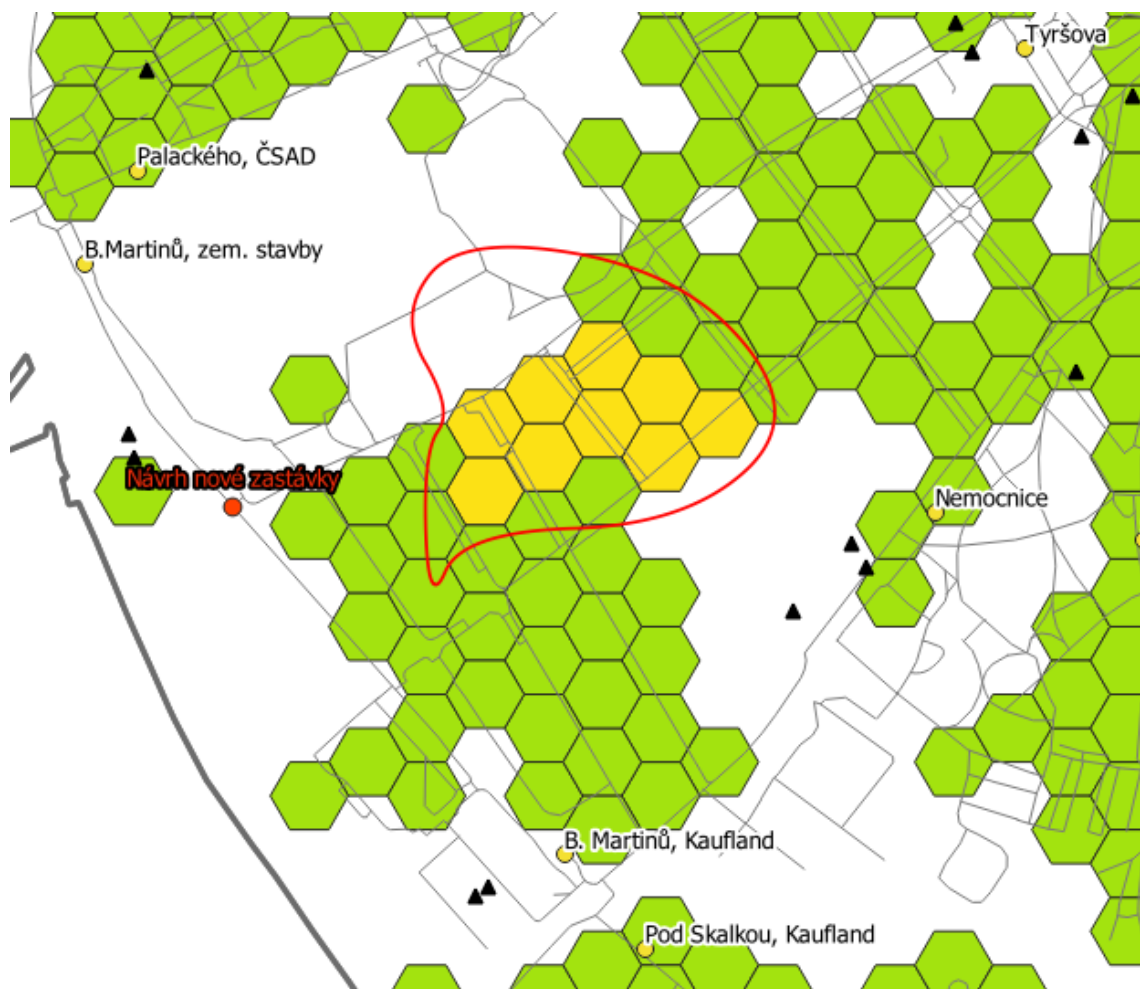 Tyršova
Palackého, ČSAD
B.Martinů, zem. stavby
Návrh nové zastávky
Nemocnice
B. Martinů, Kaufland
Pod Skalkou, Kaufland